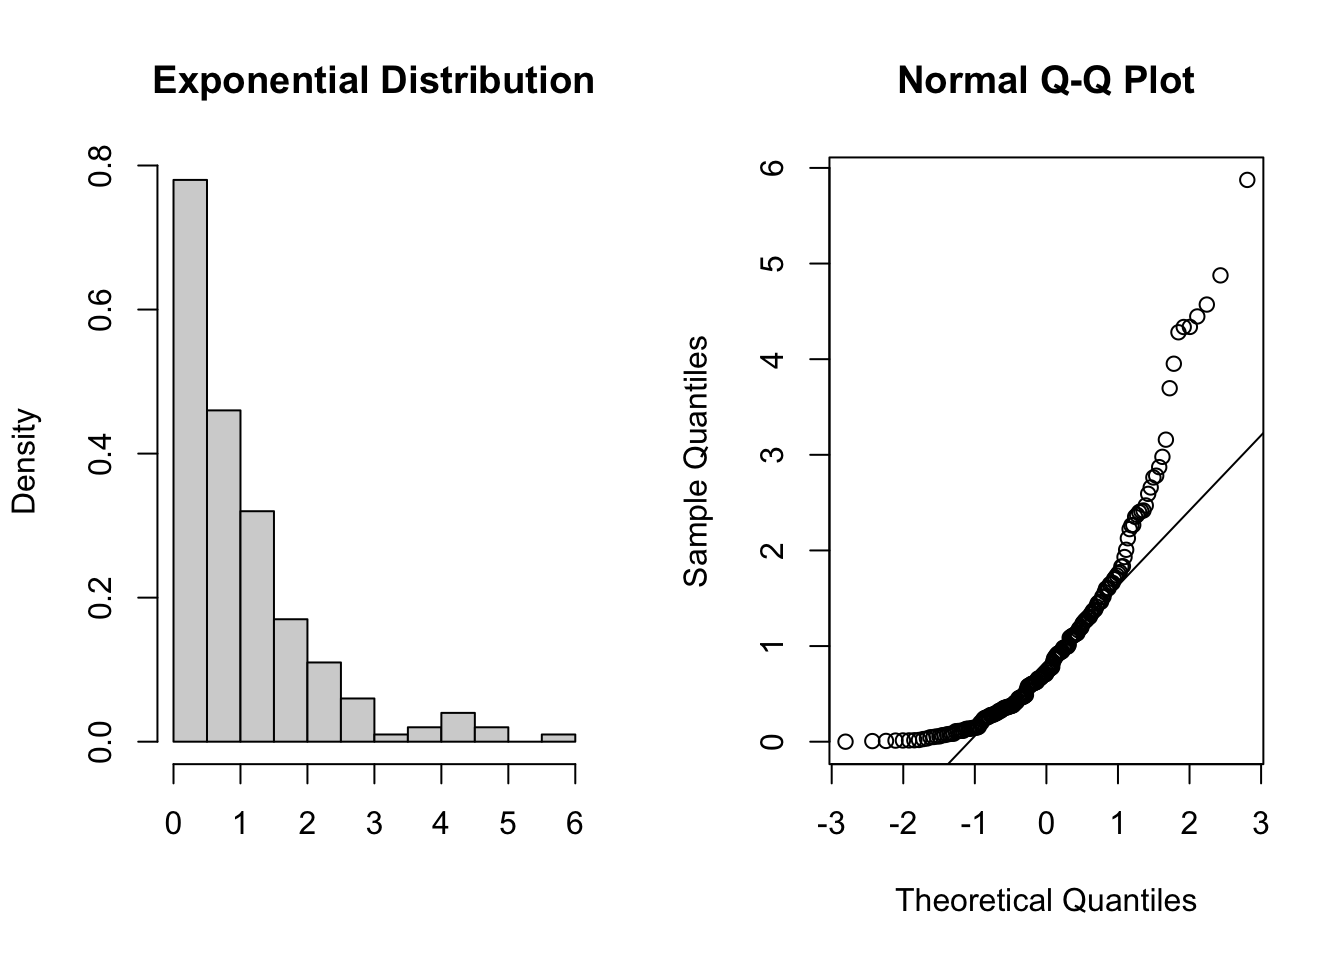 Exponential Distribution
Density
0.0 0.2 0.4 0.6 0.8
0 1 2 3 4 5 6
Normal Q-Q Plot
Sample Quantiles
0 1 2 3 4 5 6
-3 -2 -1 0 1 2 3
Theoretical Quantiles